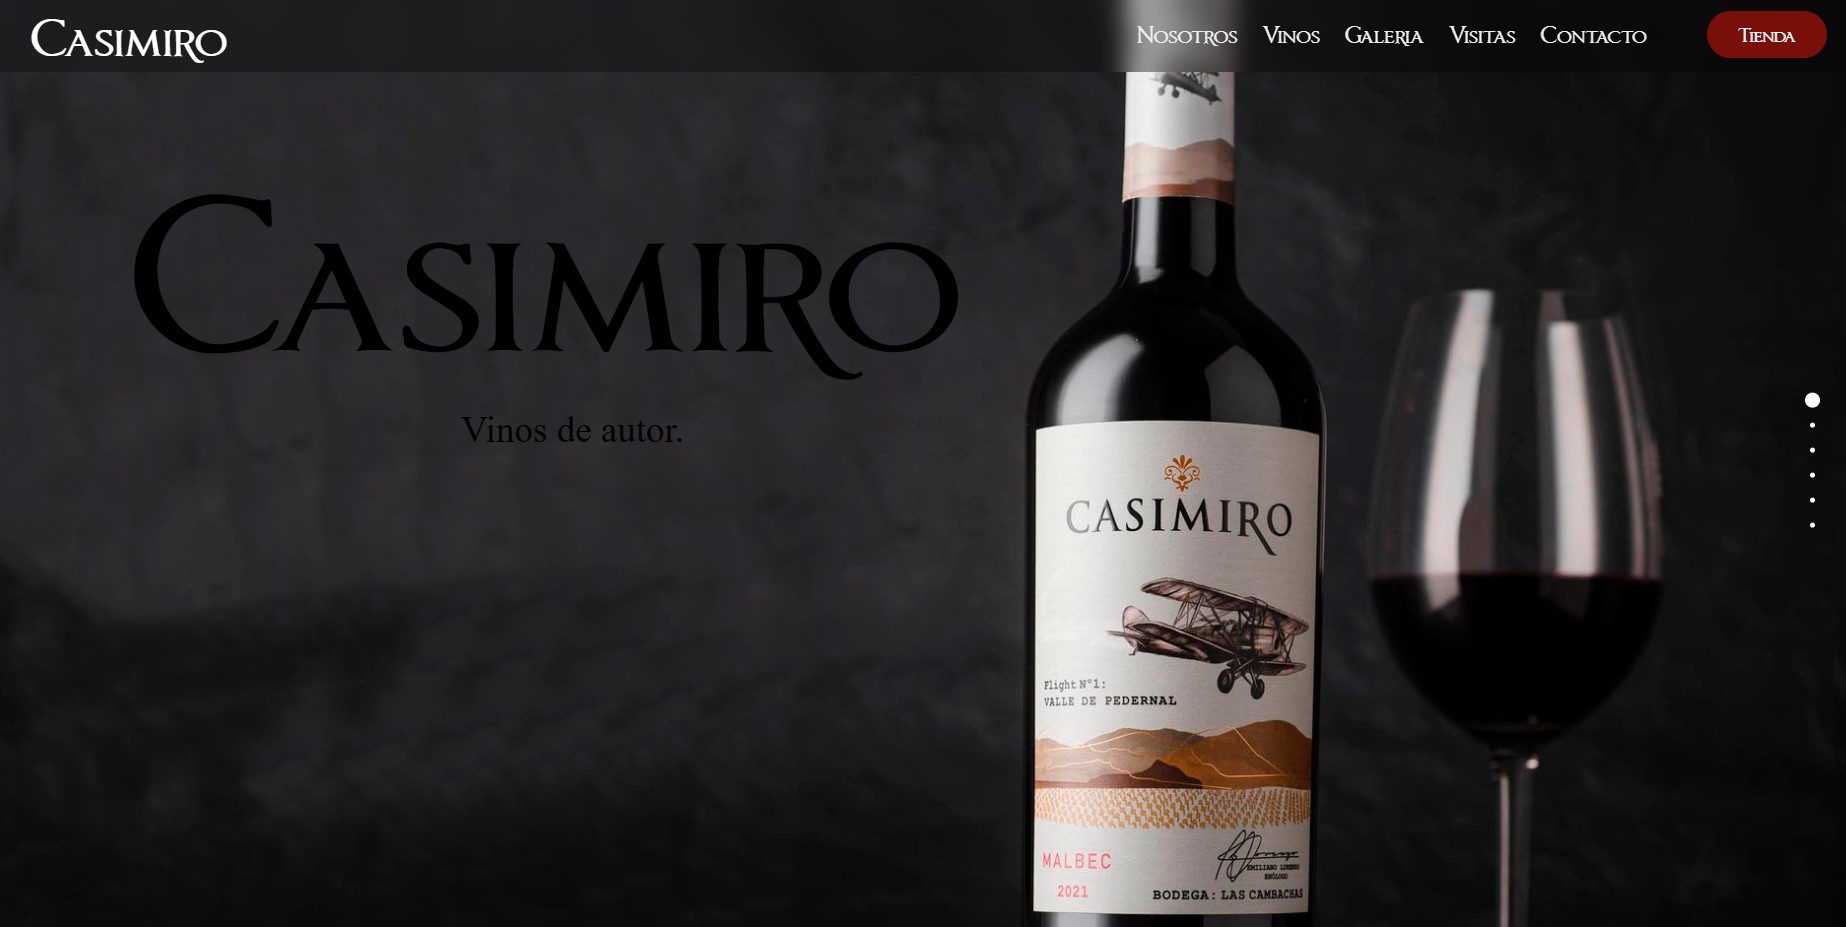 Casimiro
Nosotros Vinos Galeria Visitas Contacto Tienda
Casimiro
Vinos de autor.
CASIMIRO
Flight Nº1:
VALLE DE PEDERNAL
MALBEC
2021
EMILIANO LORENZO
ENÓLOGO
BODEGA: LAS CAMBACHAS